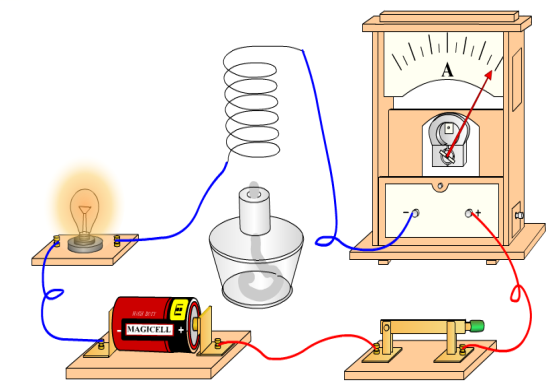 A
- +
MAGICELL
- +